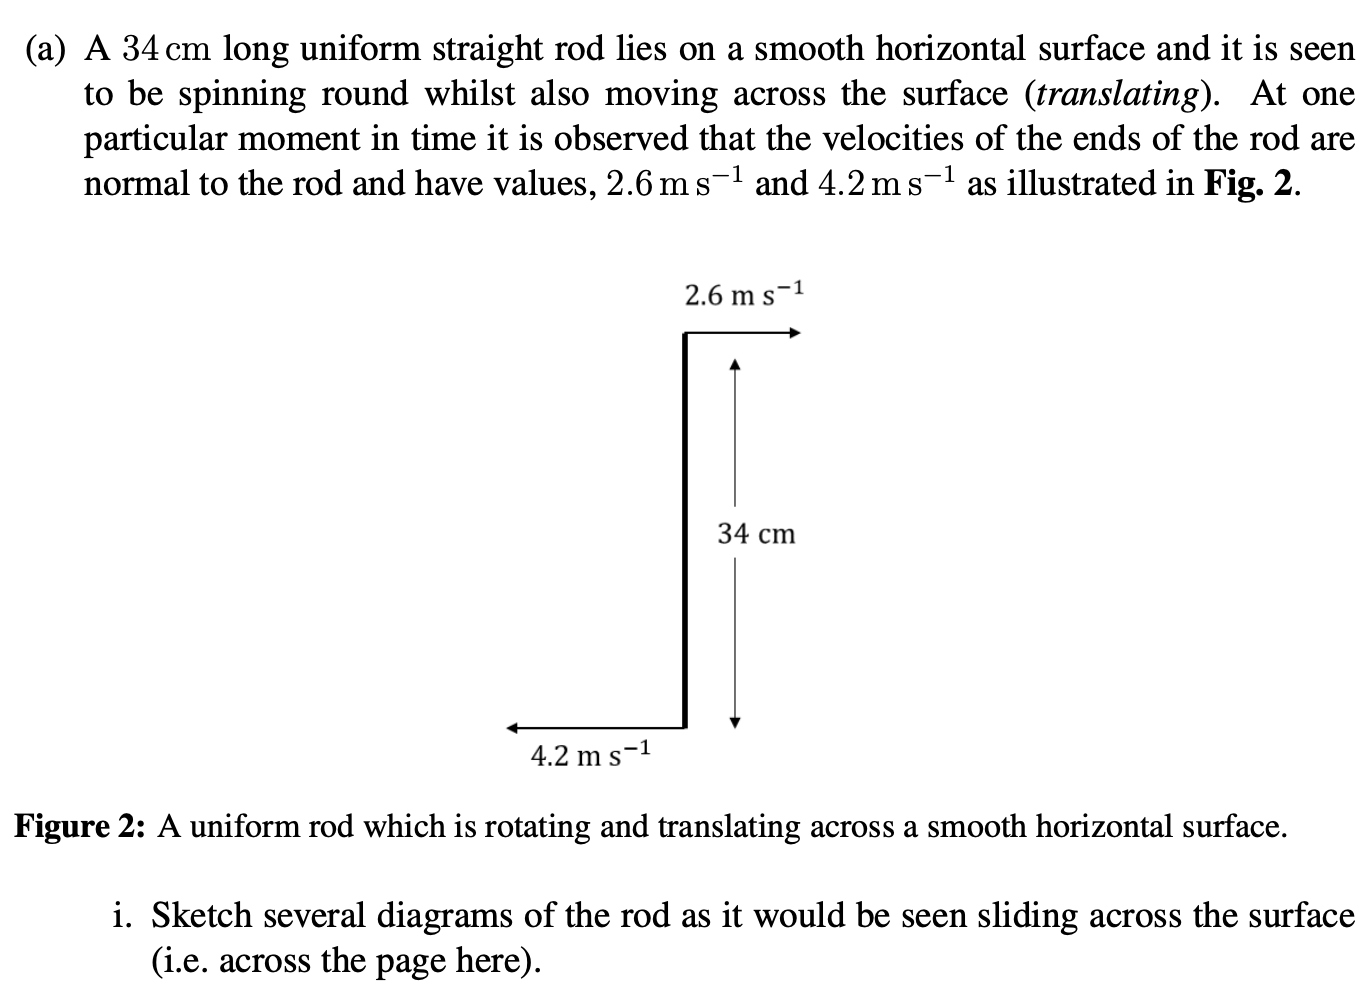 (a) A 34 cm long uniform straight rod lies on a smooth horizontal surface and it is seen
to be spinning round whilst also moving across the surface (translating). At one
particular moment in time it is observed that the velocities of the ends of the rod are
normal to the rod and have values, 2.6 m s⁻¹ and 4.2 m s⁻¹ as illustrated in Fig. 2.
2.6 m s⁻¹
34 cm
4.2 m s⁻¹
Figure 2: A uniform rod which is rotating and translating across a smooth horizontal surface.
i. Sketch several diagrams of the rod as it would be seen sliding across the surface
(i.e. across the page here).